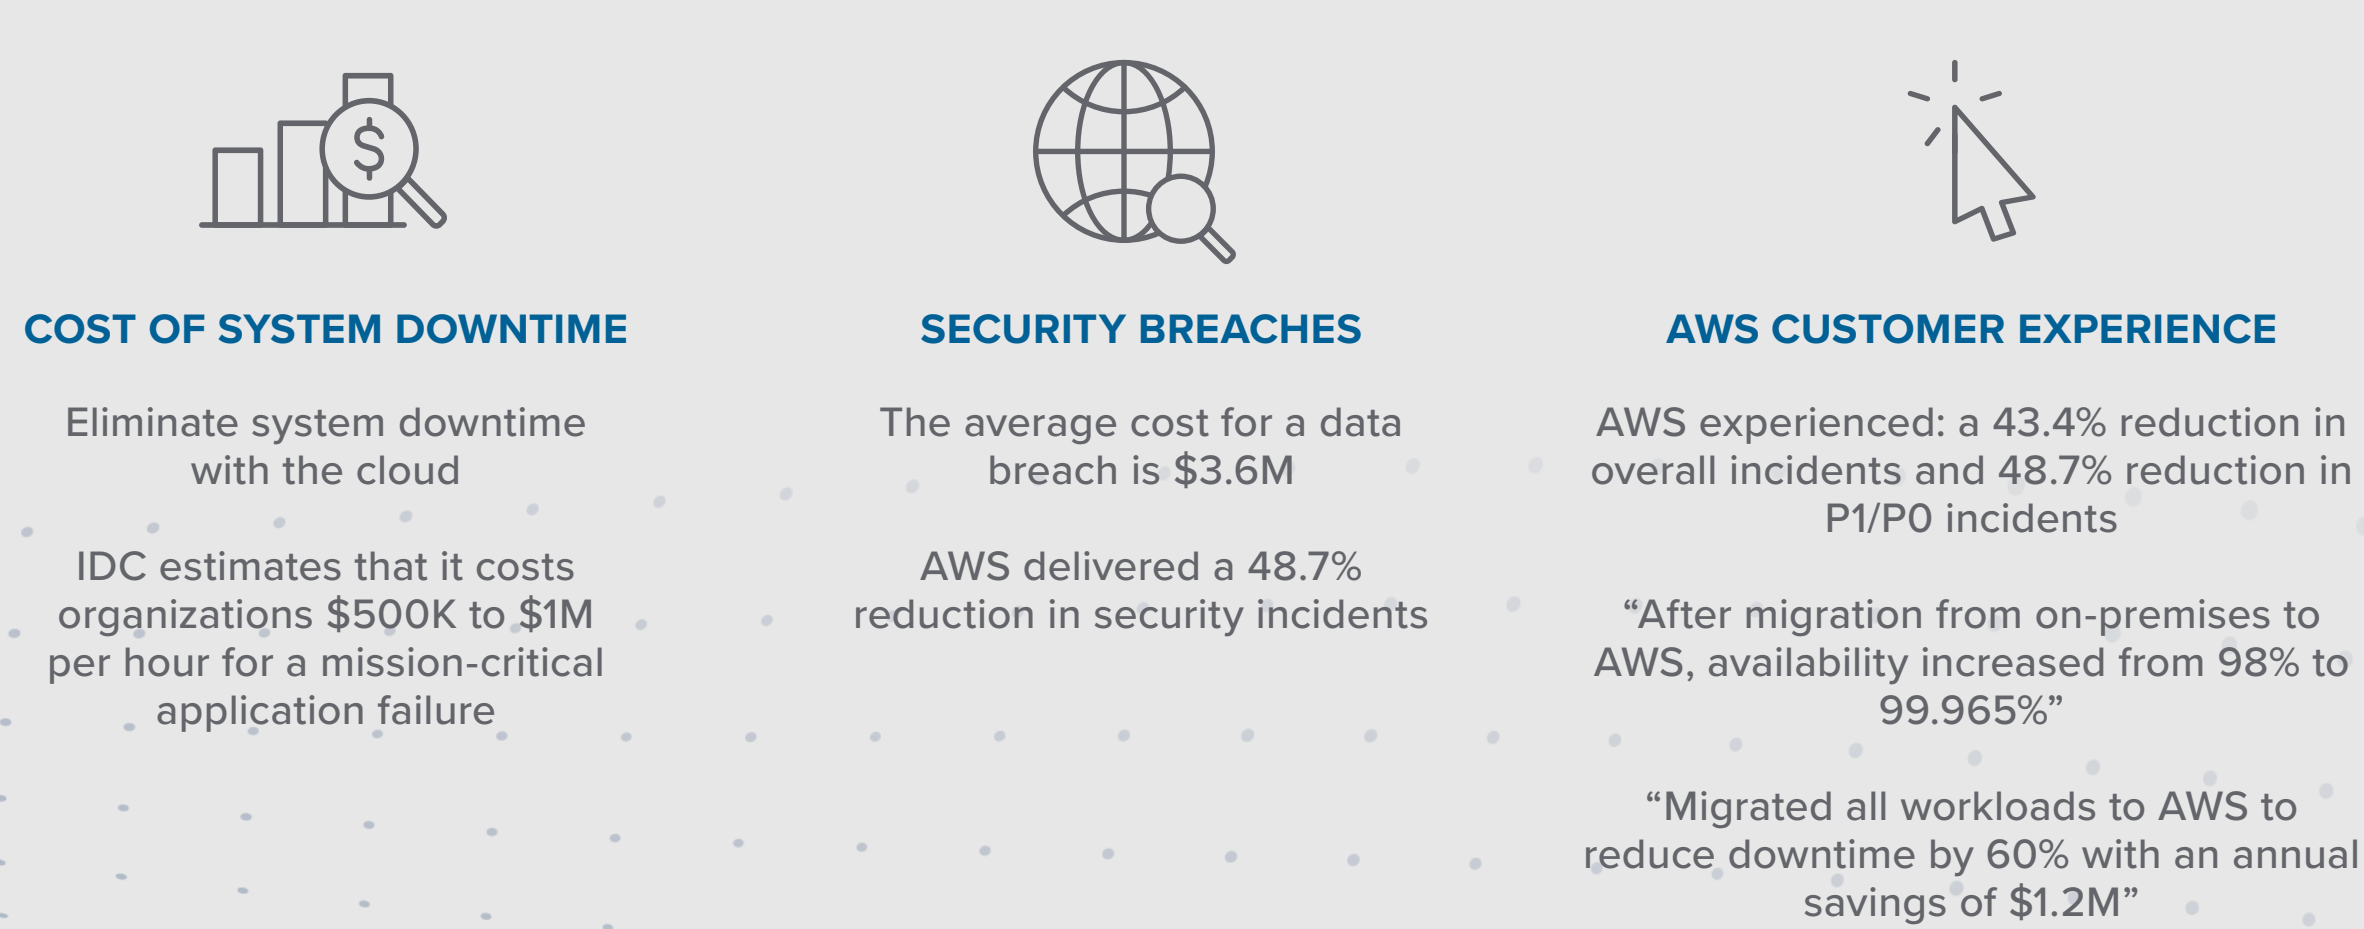 COST OF SYSTEM DOWNTIME
Eliminate system downtime
with the cloud
IDC estimates that it costs
organizations $500K to $1M
per hour for a mission-critical
application failure
SECURITY BREACHES
The average cost for a data
breach is $3.6M
AWS delivered a 48.7%
reduction in security incidents
AWS CUSTOMER EXPERIENCE
AWS experienced: a 43.4% reduction in
overall incidents and 48.7% reduction in
P1/P0 incidents
“After migration from on-premises to
AWS, availability increased from 98% to
99.965%”
“Migrated all workloads to AWS to
reduce downtime by 60% with an annual
savings of $1.2M”